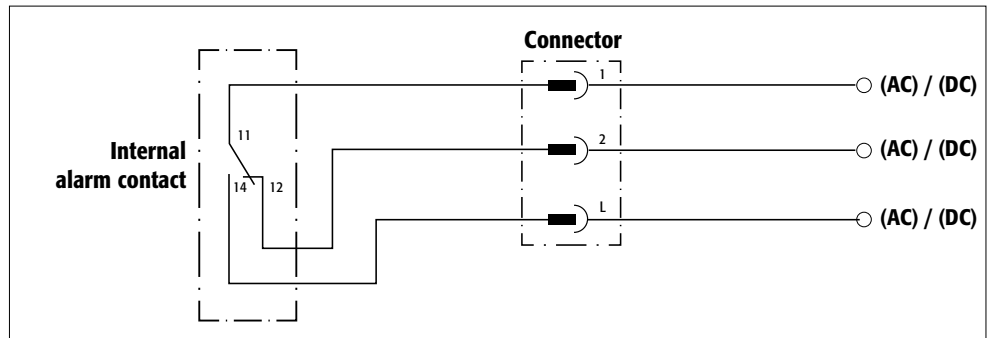 Connector
1
(AC) / (DC)
11
2
(AC) / (DC)
Internal
alarm contact
14
12
L
(AC) / (DC)